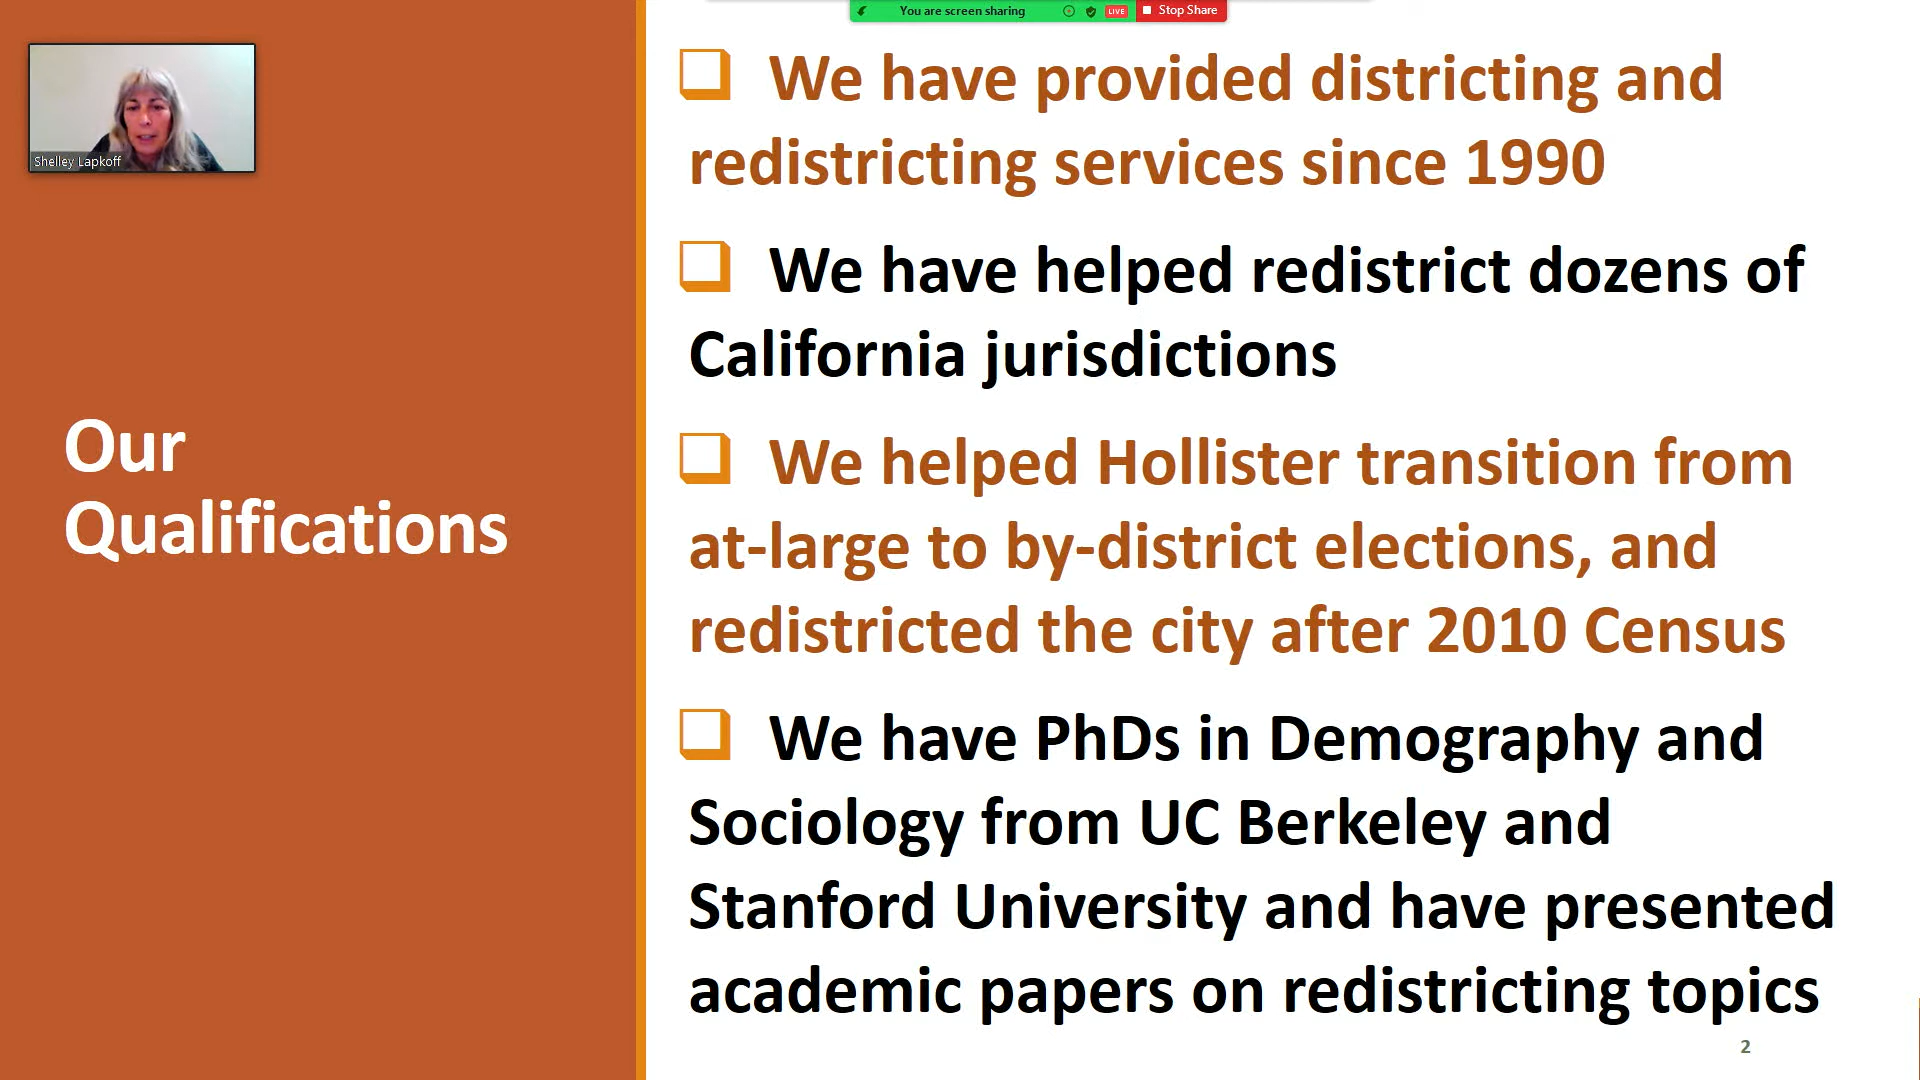 You are screen sharing LIVE Stop Share
Shelley Lapkoff
Our
Qualifications
We have provided districting and
redistricting services since 1990
We have helped redistrict dozens of
California jurisdictions
We helped Hollister transition from
at-large to by-district elections, and
redistricted the city after 2010 Census
We have PhDs in Demography and
Sociology from UC Berkeley and
Stanford University and have presented
academic papers on redistricting topics
2